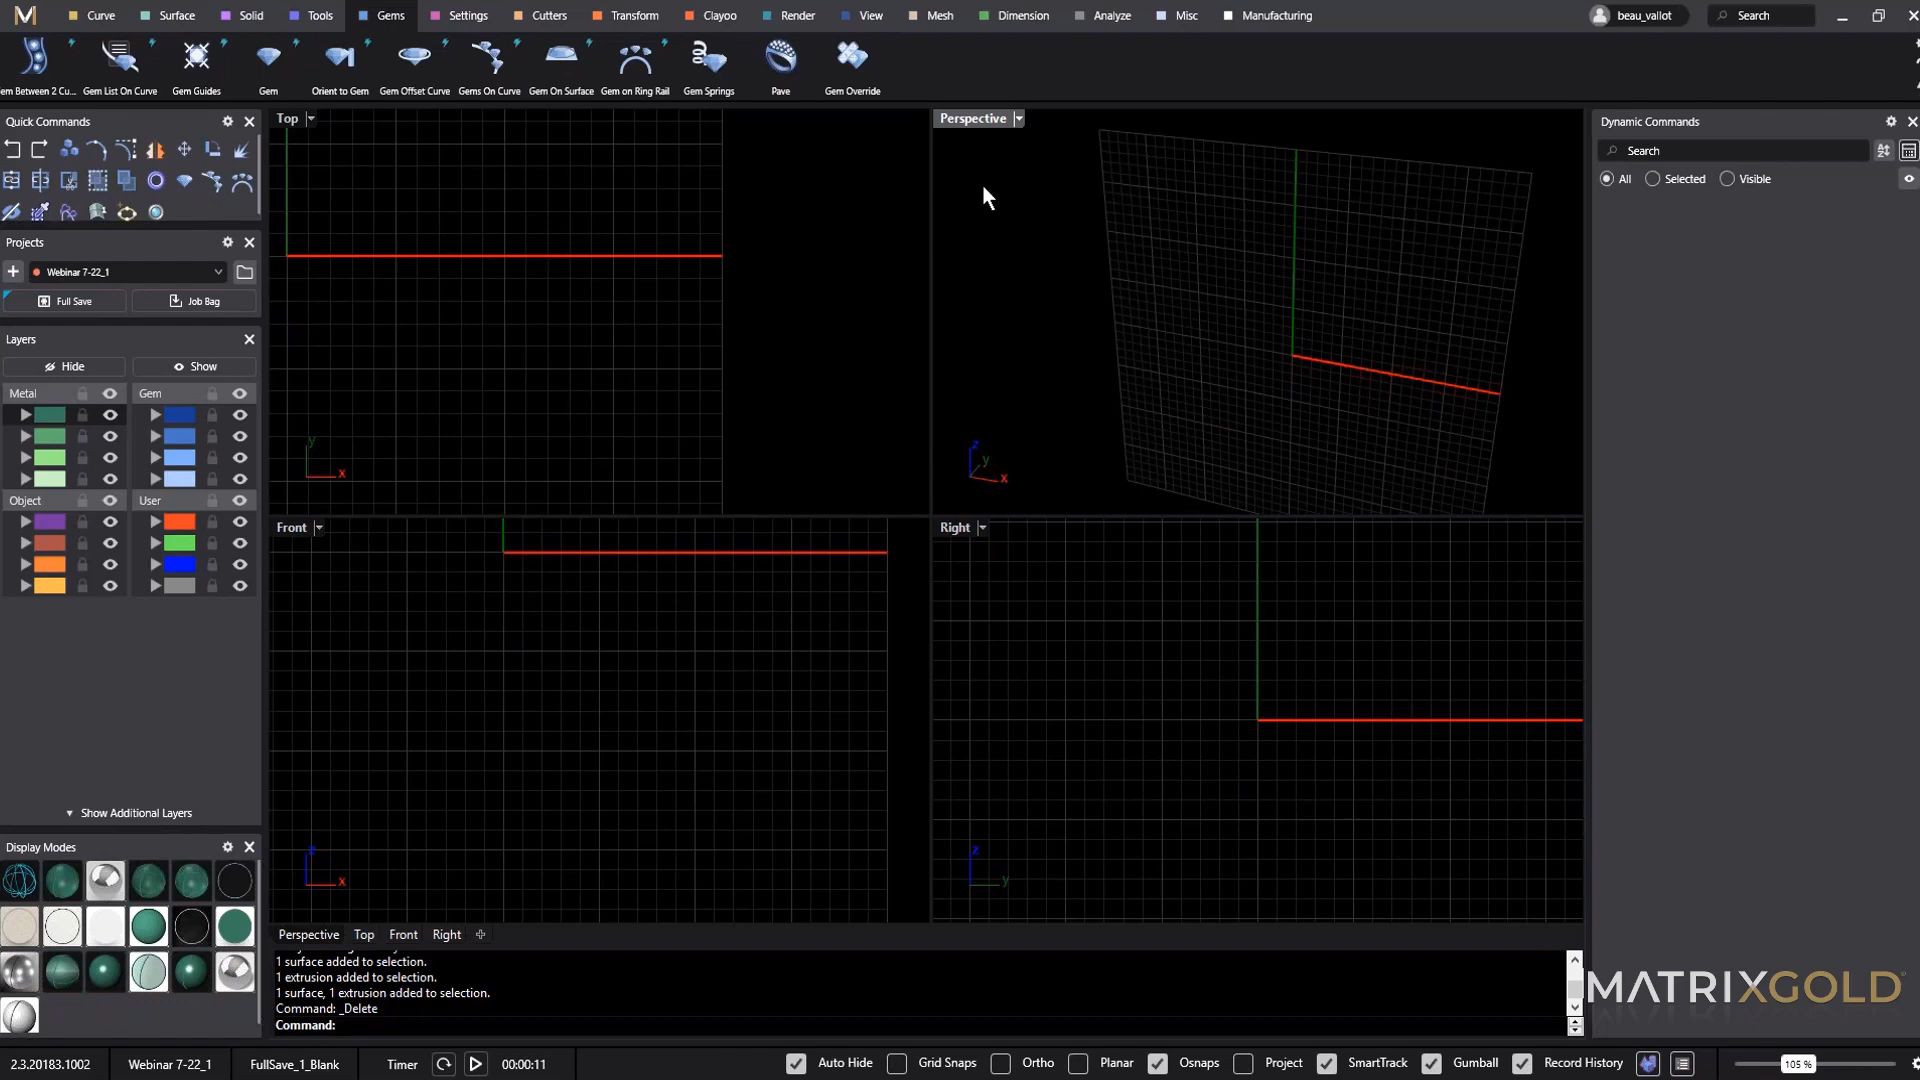 Curve Surface Solid Tools Gems Settings Cutters Transform Clayoo Render View Mesh Dimension Analyze Misc Manufacturing beau_vallot Search
em Between 2 Cu... Gem List On Curve Gem Guides Gem Orient to Gem Gem Offset Curve Gems On Curve Gem On Surface Gem on Ring Rail Gem Springs Pave Gem Override
Quick Commands
Top
Perspective
Dynamic Commands
Search
All Selected Visible
Projects
Webinar 7-22_1
Full Save Job Bag
Layers
Hide Show
Metal Gem
Object User
y
x
z
y
x
Front
Right
Show Additional Layers
Display Modes
z
x
z
y
Perspective Top Front Right
1 surface added to selection.
1 extrusion added to selection.
1 surface, 1 extrusion added to selection.
Command: _Delete
Command:
MATRIXGOLD
2.3.20183.1002 Webinar 7-22_1 FullSave_1_Blank Timer 00:00:11 Auto Hide Grid Snaps Ortho Planar Osnaps Project SmartTrack Gumball Record History 105 %